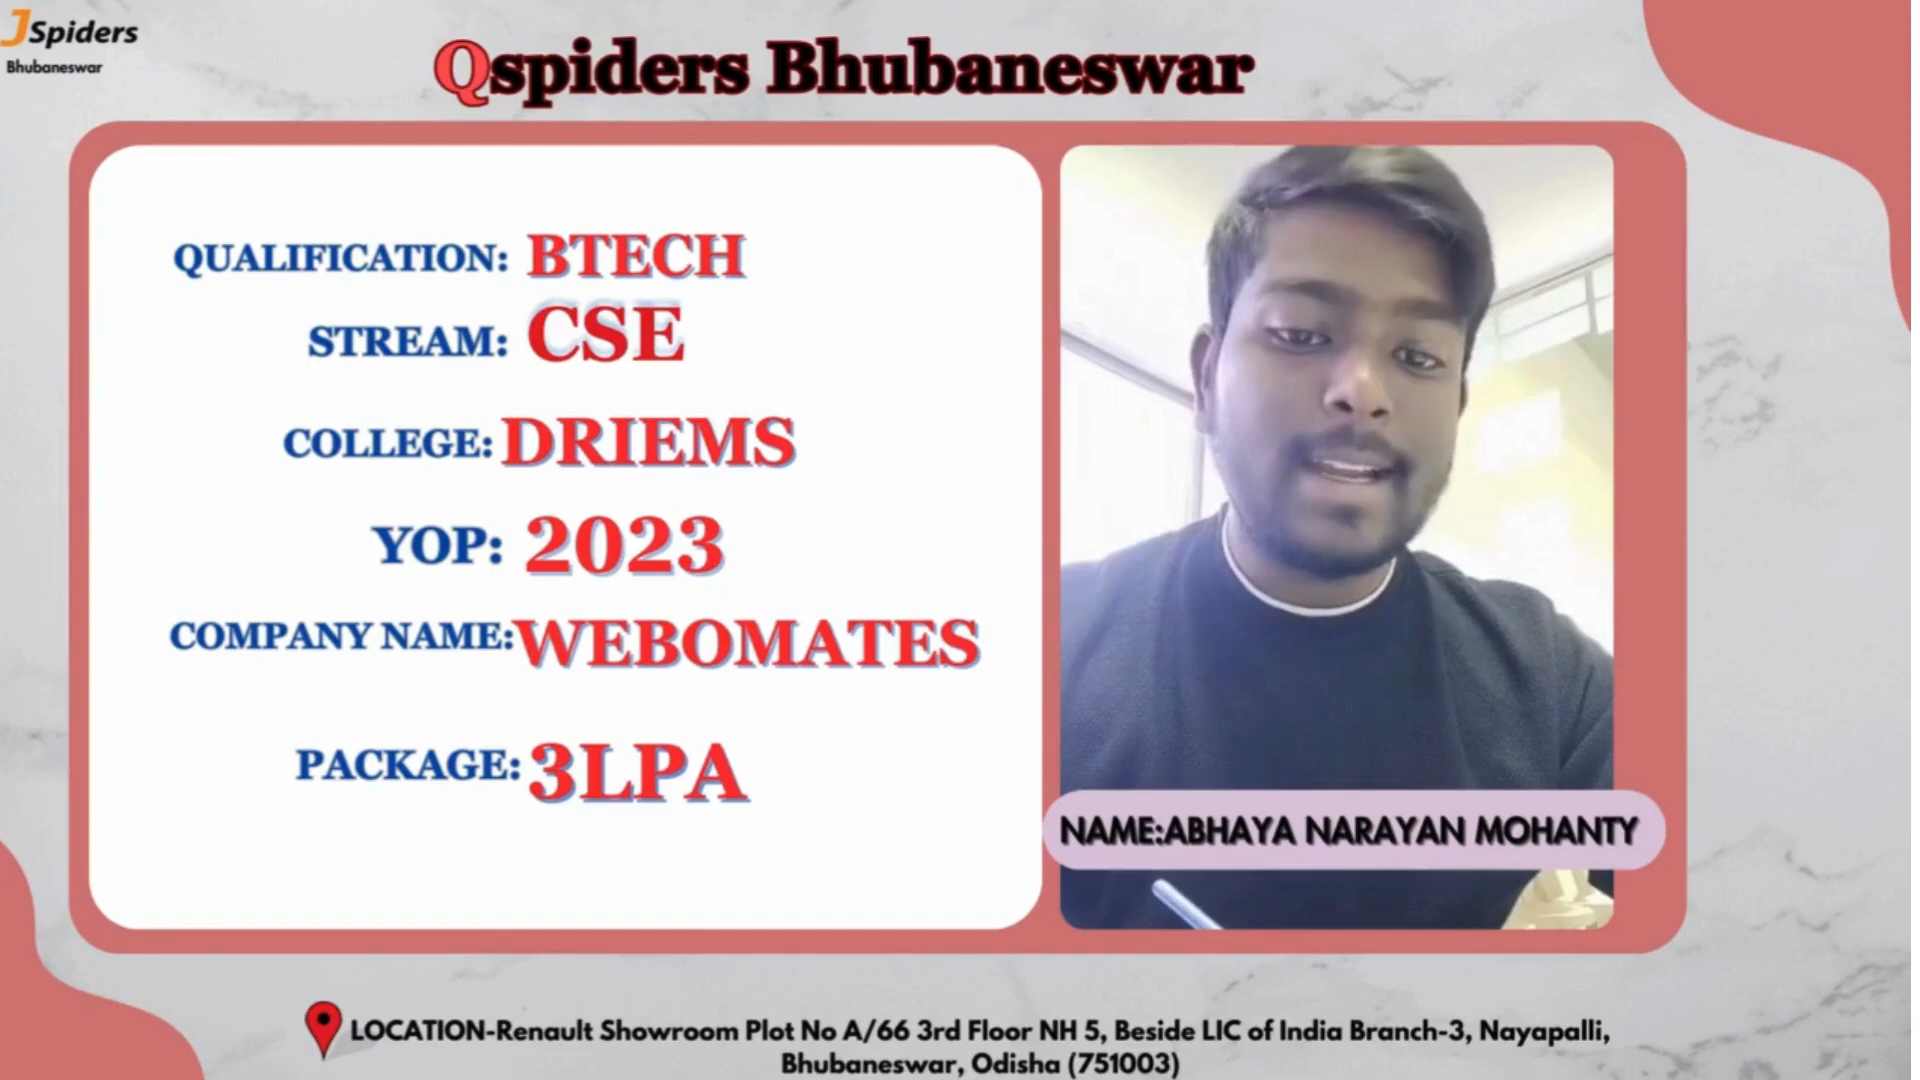 JSpiders
Bhubaneswar
Qspiders Bhubaneswar
QUALIFICATION: BTECH
STREAM: CSE
COLLEGE: DRIEMS
YOP: 2023
COMPANY NAME: WEBOMATES
PACKAGE: 3LPA
NAME:ABHAYA NARAYAN MOHANTY
LOCATION-Renault Showroom Plot No A/66 3rd Floor NH 5, Beside LIC of India Branch-3, Nayapalli,
Bhubaneswar, Odisha (751003)